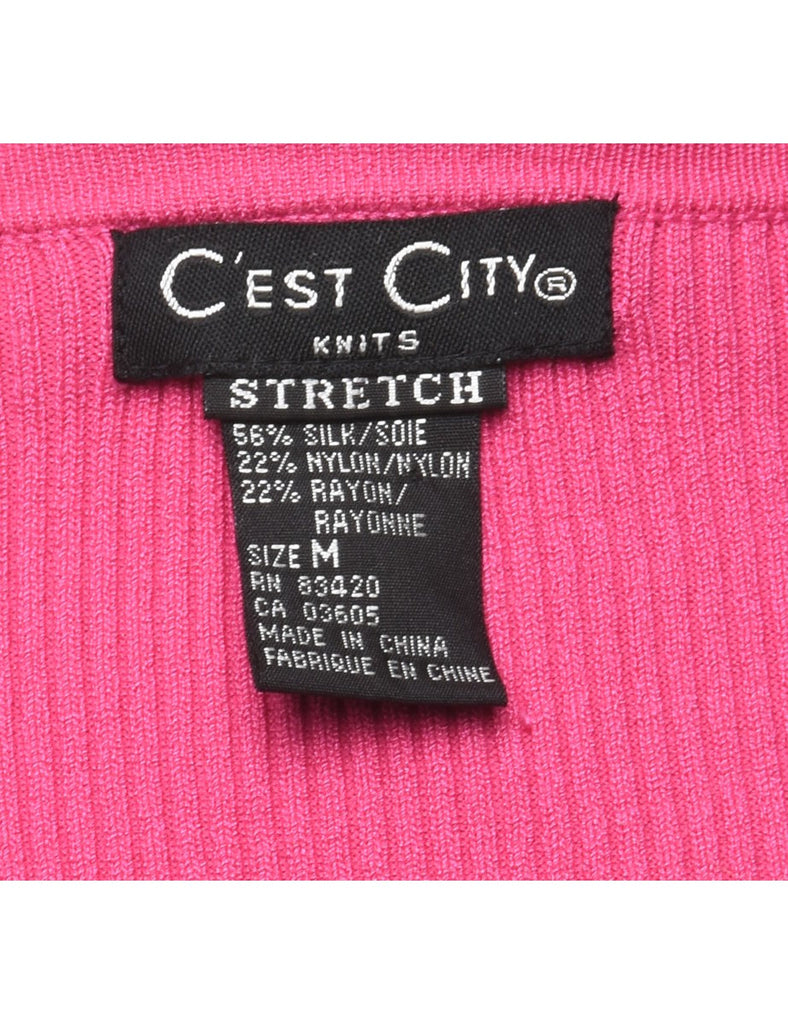 C'EST CITY®
KNITS
STRETCH
56% SILK/SOIE
22% NYLON/NYLON
22% RAYON/
RAYONNE
SIZE M
RN 83420
CA 03605
MADE IN CHINA
FABRIQUE EN CHINE